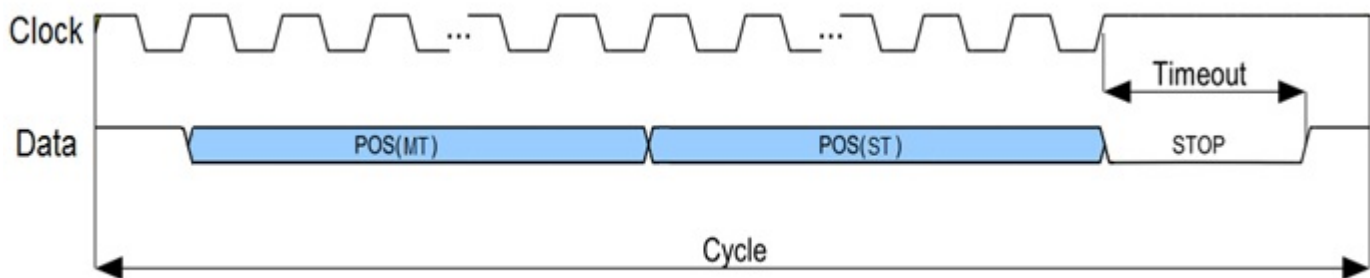 Clock
...
...
Timeout
Data
POS(MT)
POS(ST)
STOP
Cycle